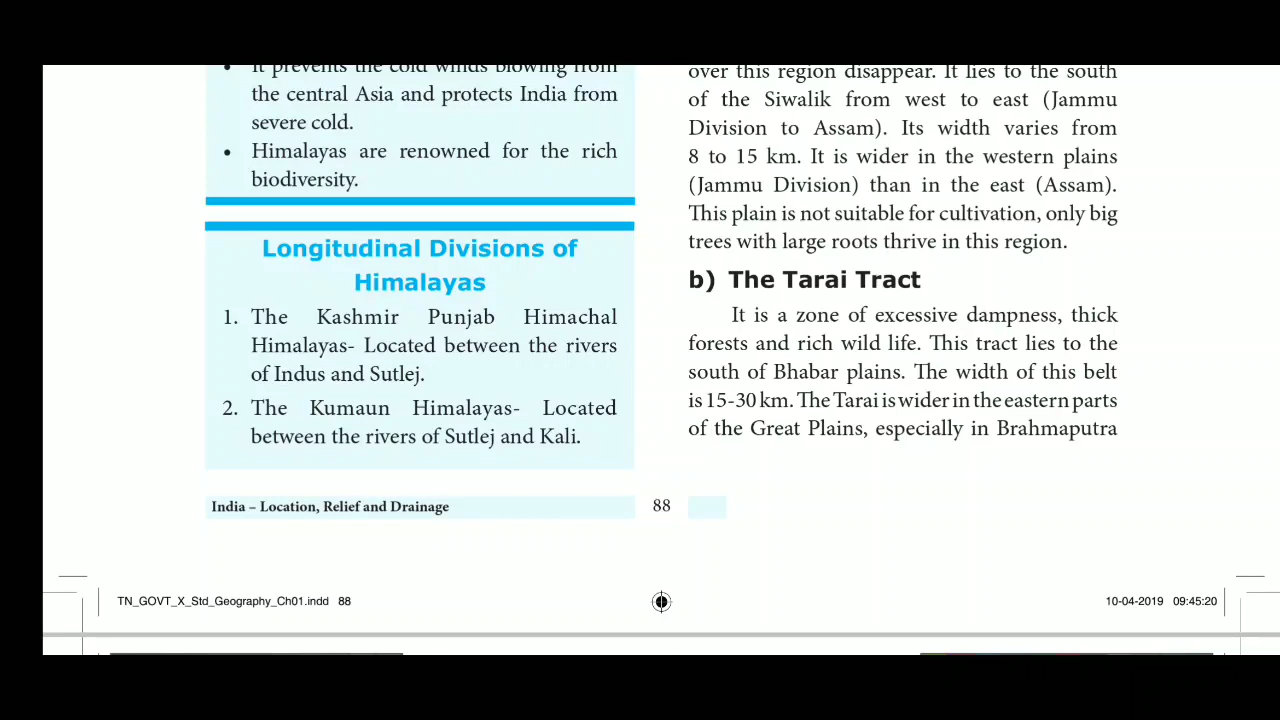 • It prevents the cold winds blowing from
the central Asia and protects India from
severe cold.
• Himalayas are renowned for the rich
biodiversity.
Longitudinal Divisions of
Himalayas
1. The Kashmir Punjab Himachal
Himalayas- Located between the rivers
of Indus and Sutlej.
2. The Kumaun Himalayas- Located
between the rivers of Sutlej and Kali.
over this region disappear. It lies to the south
of the Siwalik from west to east (Jammu
Division to Assam). Its width varies from
8 to 15 km. It is wider in the western plains
(Jammu Division) than in the east (Assam).
This plain is not suitable for cultivation, only big
trees with large roots thrive in this region.
b) The Tarai Tract
It is a zone of excessive dampness, thick
forests and rich wild life. This tract lies to the
south of Bhabar plains. The width of this belt
is 15-30 km. The Tarai is wider in the eastern parts
of the Great Plains, especially in Brahmaputra
India – Location, Relief and Drainage
88
TN_GOVT_X_Std_Geography_Ch01.indd 88
10-04-2019 09:45:20